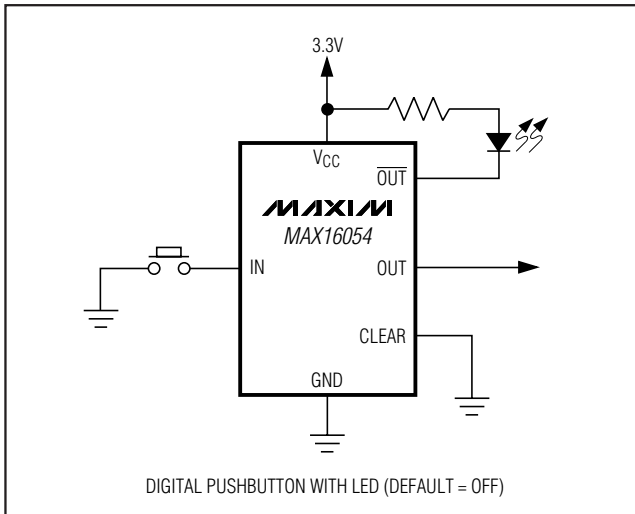 3.3V
VCC
OUT
MAXIM
MAX16054
IN
OUT
CLEAR
GND
DIGITAL PUSHBUTTON WITH LED (DEFAULT = OFF)